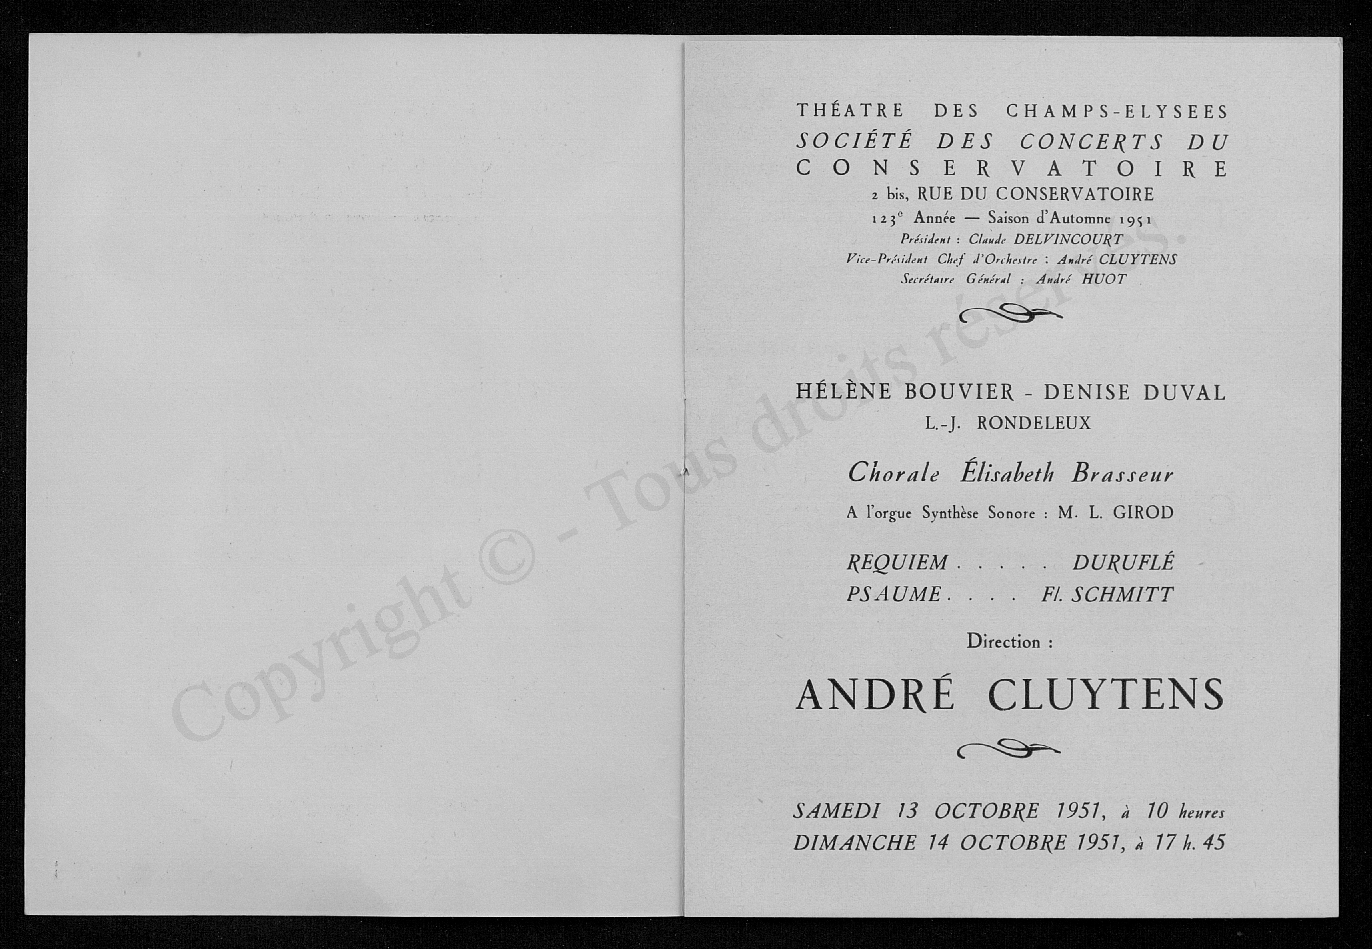 THÉATRE DES CHAMPS-ELYSEES
SOCIÉTÉ DES CONCERTS DU
CONSERVATOIRE
2 bis, RUE DU CONSERVATOIRE
123e Année — Saison d'Automne 1951
Président : Claude DELVINCOURT
Vice-Président Chef d'Orchestre : André CLUYTENS
Secrétaire Général : André HUOT
HÉLÈNE BOUVIER - DENISE DUVAL
L.-J. RONDELEUX
Chorale Élisabeth Brasseur
A l'orgue Synthèse Sonore : M. L. GIROD
REQUIEM . . . . . DURUFLÉ
PSAUME . . . . Fl. SCHMITT
Direction :
ANDRÉ CLUYTENS
SAMEDI 13 OCTOBRE 1951, à 10 heures
DIMANCHE 14 OCTOBRE 1951, à 17 h. 45
Copyright © - Tous droits réservés.